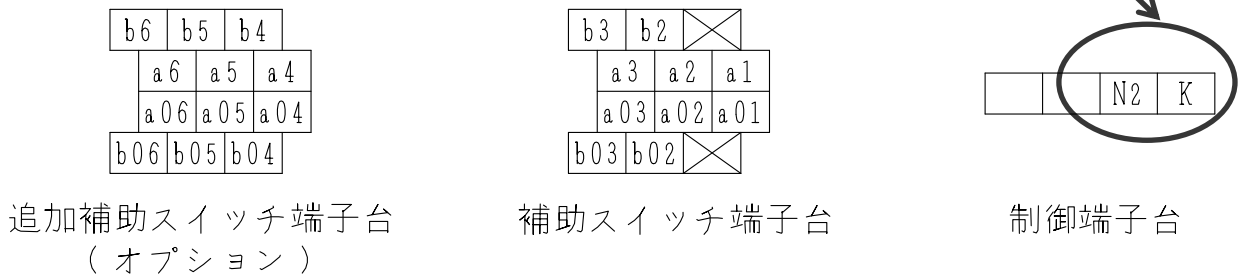 b6 b5 b4
a6 a5 a4
a06 a05 a04
b06 b05 b04
追加補助スイッチ端子台
(オプション)
b3 b2
a3 a2 a1
a03 a02 a01
b03 b02
補助スイッチ端子台
N2 K
制御端子台